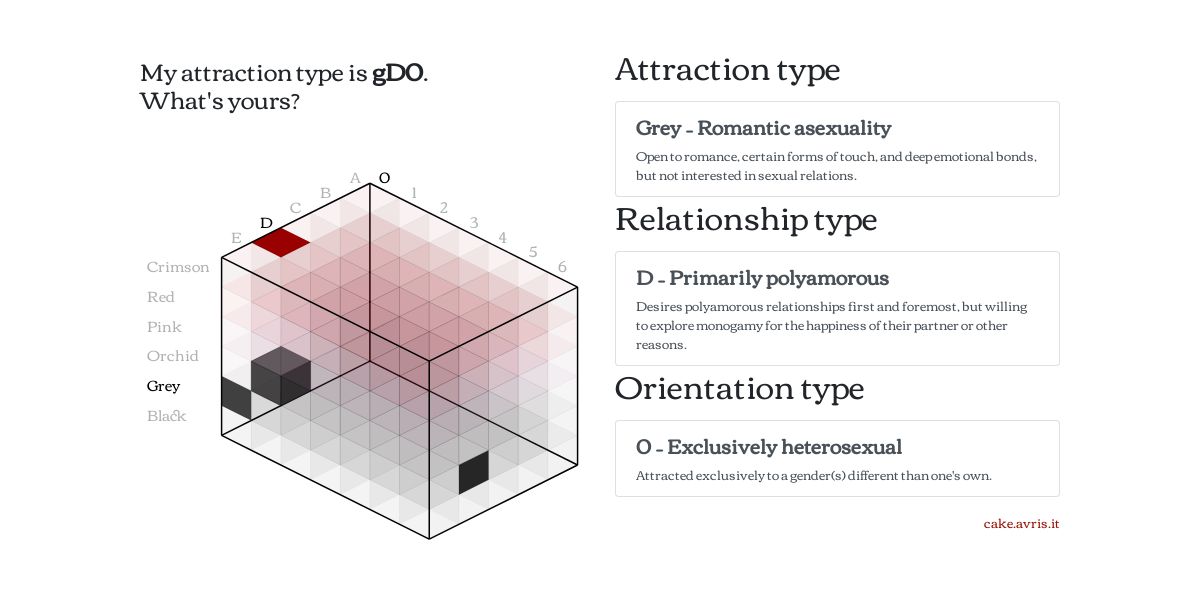 My attraction type is gDO.
What's yours?
A O
B 1
C 2
D 3
E 4
5
6
Crimson
Red
Pink
Orchid
Grey
Black
Attraction type
Grey – Romantic asexuality
Open to romance, certain forms of touch, and deep emotional bonds,
but not interested in sexual relations.
Relationship type
D – Primarily polyamorous
Desires polyamorous relationships first and foremost, but willing
to explore monogamy for the happiness of their partner or other
reasons.
Orientation type
O – Exclusively heterosexual
Attracted exclusively to a gender(s) different than one's own.
cake.avris.it